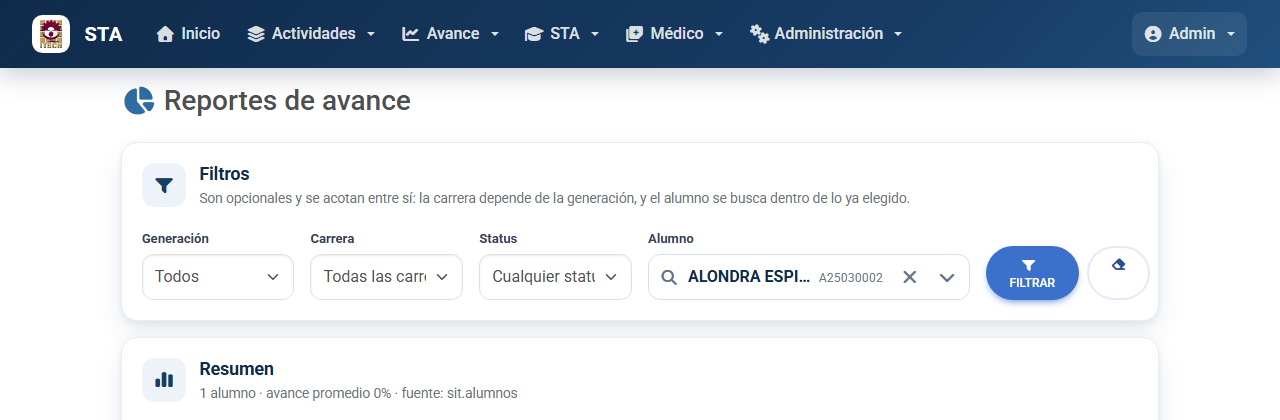 ITSCH
STA
Inicio
Actividades
Avance
STA
Médico
Administración
Admin
Reportes de avance
Filtros
Son opcionales y se acotan entre sí: la carrera depende de la generación, y el alumno se busca dentro de lo ya elegido.
Generación
Carrera
Status
Alumno
Todos
Todas las carre
Cualquier statu
ALONDRA ESPI...
A25030002
FILTRAR
Resumen
1 alumno · avance promedio 0% · fuente: sit.alumnos